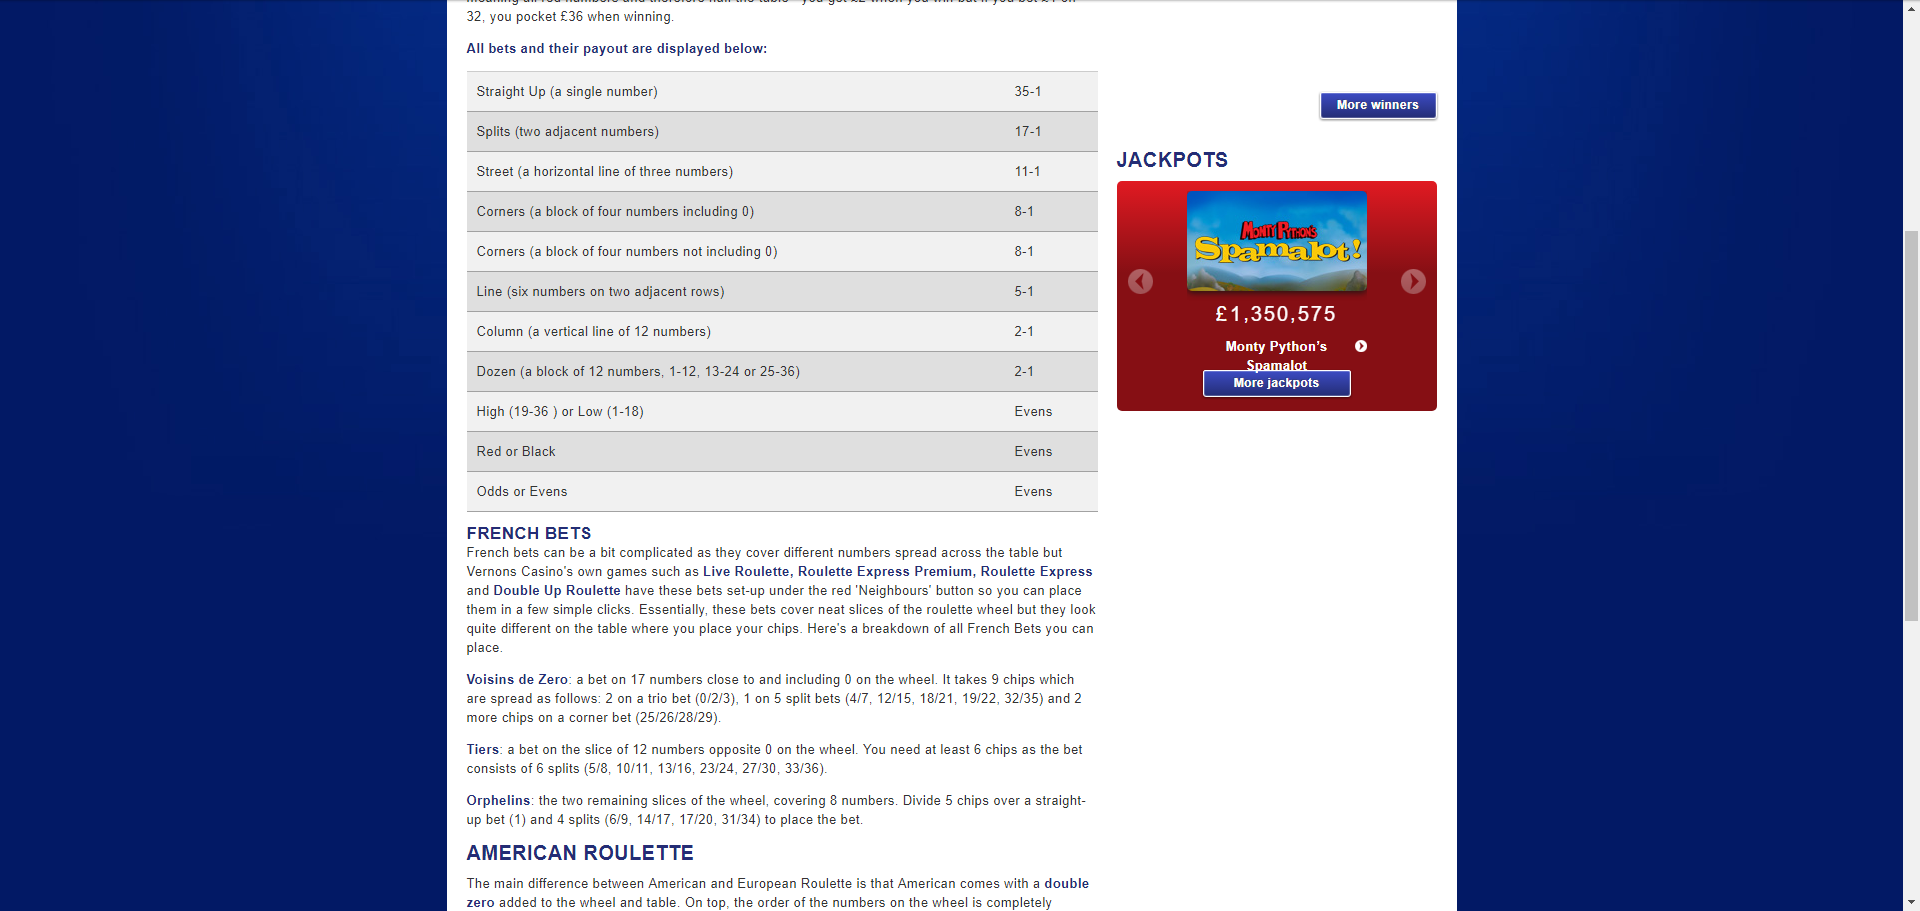 32, you pocket £36 when winning.
All bets and their payout are displayed below:
Straight Up (a single number) 35-1
Splits (two adjacent numbers) 17-1
Street (a horizontal line of three numbers) 11-1
Corners (a block of four numbers including 0) 8-1
Corners (a block of four numbers not including 0) 8-1
Line (six numbers on two adjacent rows) 5-1
Column (a vertical line of 12 numbers) 2-1
Dozen (a block of 12 numbers, 1-12, 13-24 or 25-36) 2-1
High (19-36 ) or Low (1-18) Evens
Red or Black Evens
Odds or Evens Evens
FRENCH BETS
French bets can be a bit complicated as they cover different numbers spread across the table but
Vernons Casino's own games such as Live Roulette, Roulette Express Premium, Roulette Express
and Double Up Roulette have these bets set-up under the red 'Neighbours' button so you can place
them in a few simple clicks. Essentially, these bets cover neat slices of the roulette wheel but they look
quite different on the table where you place your chips. Here's a breakdown of all French Bets you can
place.
Voisins de Zero: a bet on 17 numbers close to and including 0 on the wheel. It takes 9 chips which
are spread as follows: 2 on a trio bet (0/2/3), 1 on 5 split bets (4/7, 12/15, 18/21, 19/22, 32/35) and 2
more chips on a corner bet (25/26/28/29).
Tiers: a bet on the slice of 12 numbers opposite 0 on the wheel. You need at least 6 chips as the bet
consists of 6 splits (5/8, 10/11, 13/16, 23/24, 27/30, 33/36).
Orphelins: the two remaining slices of the wheel, covering 8 numbers. Divide 5 chips over a straight-
up bet (1) and 4 splits (6/9, 14/17, 17/20, 31/34) to place the bet.
AMERICAN ROULETTE
The main difference between American and European Roulette is that American comes with a double
zero added to the wheel and table. On top, the order of the numbers on the wheel is completely
More winners
JACKPOTS
MONTY PYTHON'S
Spamalot!
£1,350,575
Monty Python's
Spamalot
More jackpots